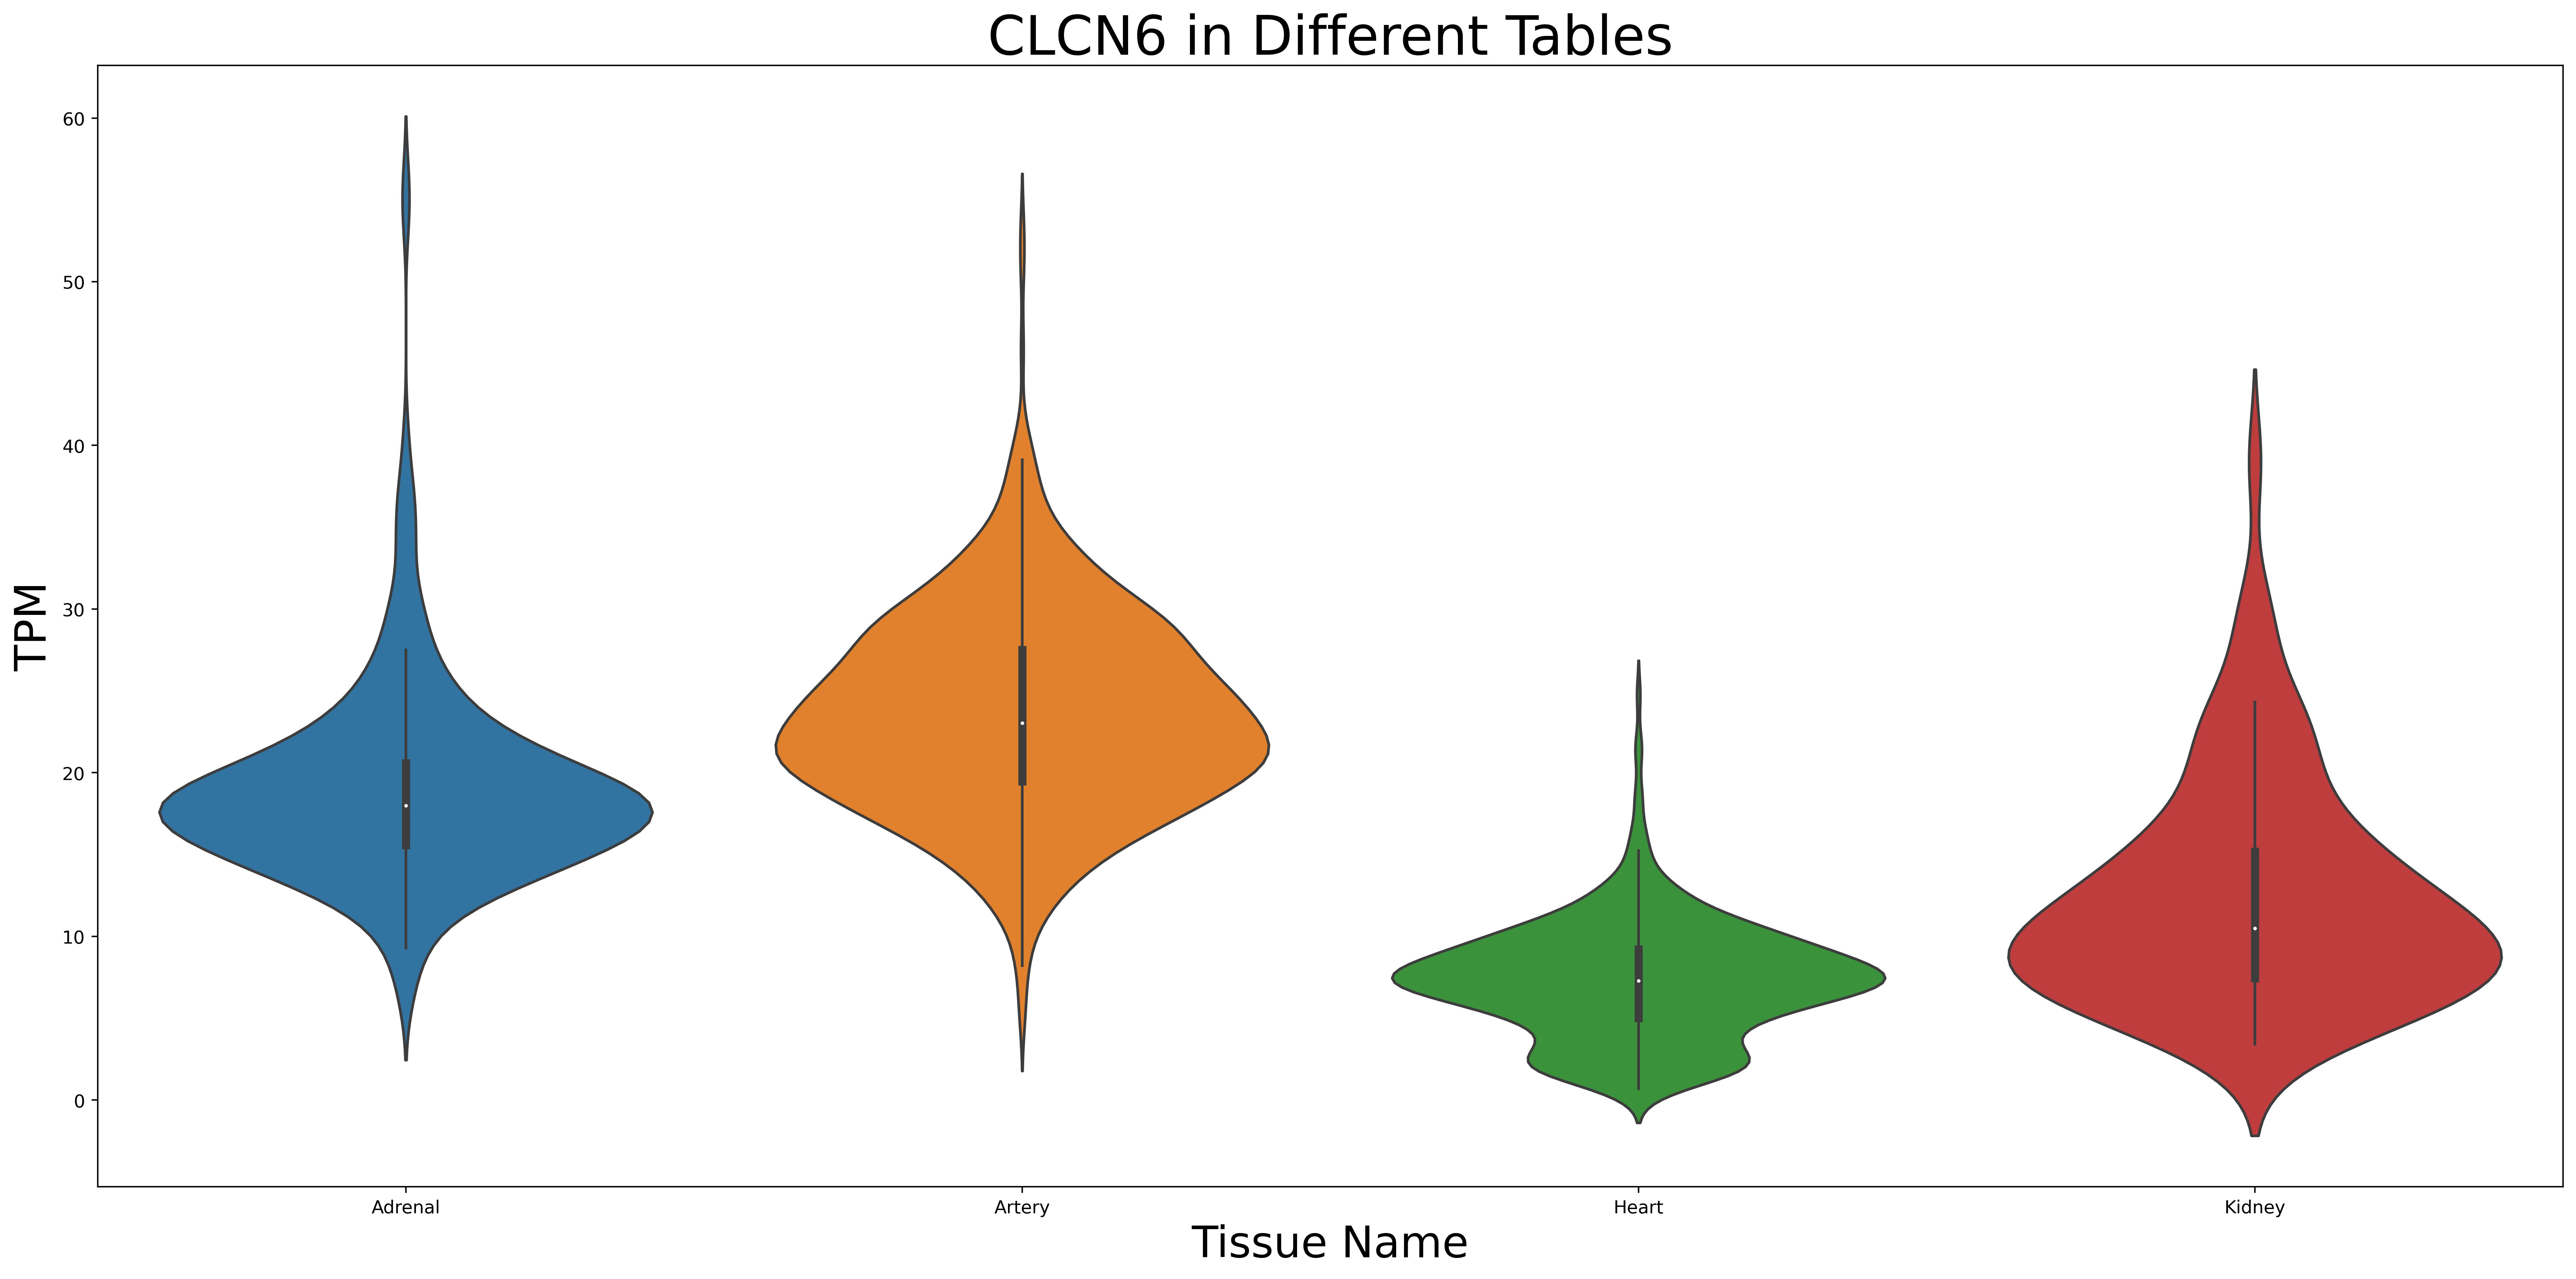 CLCN6 in Different Tables
60
50
40
30
20
10
0
TPM
Adrenal Artery Heart Kidney
Tissue Name